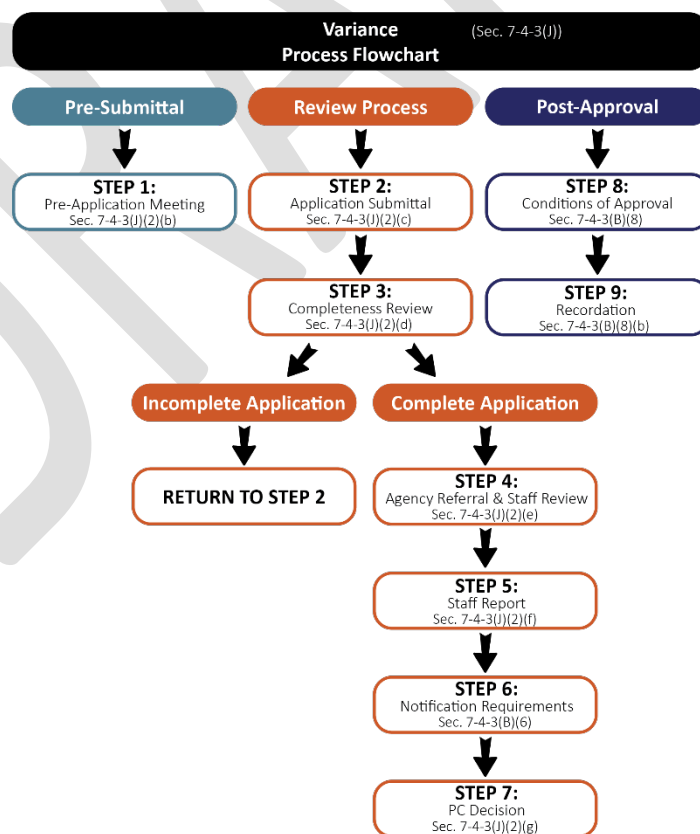 Variance (Sec. 7-4-3(J))
Process Flowchart
Pre-Submittal
STEP 1:
Pre-Application Meeting
Sec. 7-4-3(J)(2)(b)
Review Process
STEP 2:
Application Submittal
Sec. 7-4-3(J)(2)(c)
STEP 3:
Completeness Review
Sec. 7-4-3(J)(2)(d)
Incomplete Application
RETURN TO STEP 2
Complete Application
STEP 4:
Agency Referral & Staff Review
Sec. 7-4-3(J)(2)(e)
STEP 5:
Staff Report
Sec. 7-4-3(J)(2)(f)
STEP 6:
Notification Requirements
Sec. 7-4-3(B)(6)
STEP 7:
PC Decision
Sec. 7-4-3(J)(2)(g)
Post-Approval
STEP 8:
Conditions of Approval
Sec. 7-4-3(B)(8)
STEP 9:
Recordation
Sec. 7-4-3(B)(8)(b)